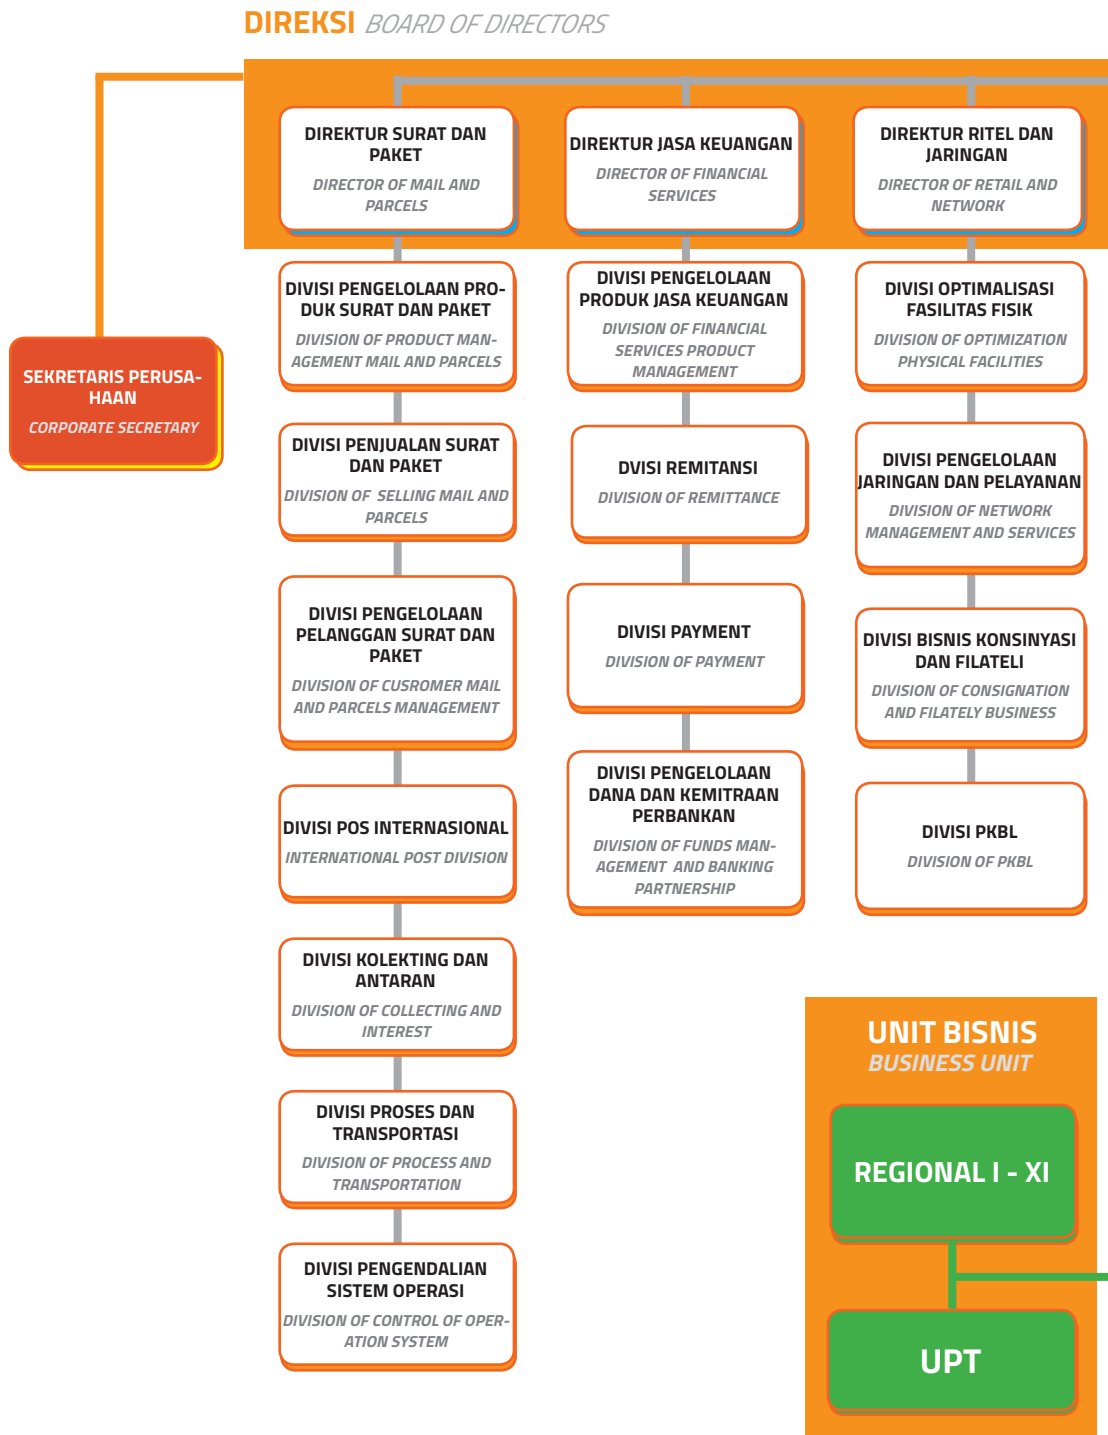 DIREKSI BOARD OF DIRECTORS
DIREKTUR SURAT DAN
PAKET
DIRECTOR OF MAIL AND
PARCELS
DIREKTUR JASA KEUANGAN
DIRECTOR OF FINANCIAL
SERVICES
DIREKTUR RITEL DAN
JARINGAN
DIRECTOR OF RETAIL AND
NETWORK
SEKRETARIS PERUSA-
HAAN
CORPORATE SECRETARY
DIVISI PENGELOLAAN PRO-
DUK SURAT DAN PAKET
DIVISION OF PRODUCT MAN-
AGEMENT MAIL AND PARCELS
DIVISI PENJUALAN SURAT
DAN PAKET
DIVISION OF SELLING MAIL AND
PARCELS
DIVISI PENGELOLAAN
PELANGGAN SURAT DAN
PAKET
DIVISION OF CUSROMER MAIL
AND PARCELS MANAGEMENT
DIVISI POS INTERNASIONAL
INTERNATIONAL POST DIVISION
DIVISI KOLEKTING DAN
ANTARAN
DIVISION OF COLLECTING AND
INTEREST
DIVISI PROSES DAN
TRANSPORTASI
DIVISION OF PROCESS AND
TRANSPORTATION
DIVISI PENGENDALIAN
SISTEM OPERASI
DIVISION OF CONTROL OF OPER-
ATION SYSTEM
DIVISI PENGELOLAAN
PRODUK JASA KEUANGAN
DIVISION OF FINANCIAL
SERVICES PRODUCT
MANAGEMENT
DVISI REMITANSI
DIVISION OF REMITTANCE
DIVISI PAYMENT
DIVISION OF PAYMENT
DIVISI PENGELOLAAN
DANA DAN KEMITRAAN
PERBANKAN
DIVISION OF FUNDS MAN-
AGEMENT AND BANKING
PARTNERSHIP
DIVISI OPTIMALISASI
FASILITAS FISIK
DIVISION OF OPTIMIZATION
PHYSICAL FACILITIES
DIVISI PENGELOLAAN
JARINGAN DAN PELAYANAN
DIVISION OF NETWORK
MANAGEMENT AND SERVICES
DIVISI BISNIS KONSINYASI
DAN FILATELI
DIVISION OF CONSIGNATION
AND FILATELY BUSINESS
DIVISI PKBL
DIVISION OF PKBL
UNIT BISNIS
BUSINESS UNIT
REGIONAL I - XI
UPT